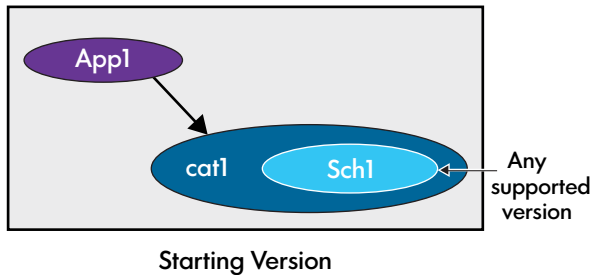 App1
cat1
Sch1
Any
supported
version
Starting Version